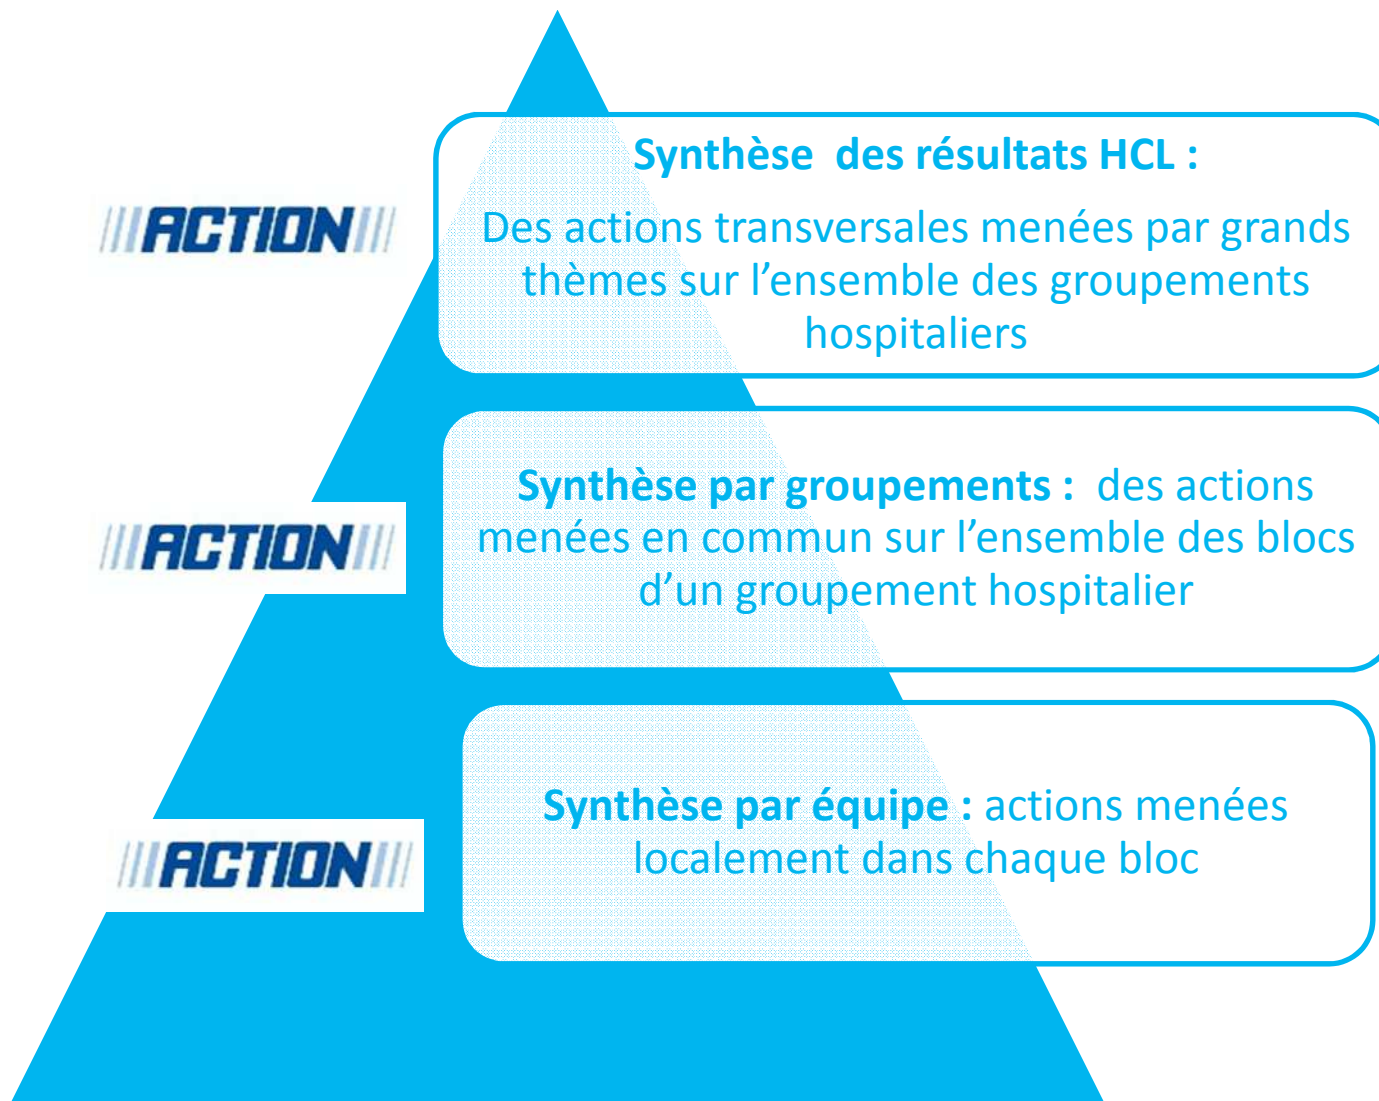 Synthèse des résultats HCL :
ACTION
Des actions transversales menées par grands
thèmes sur l’ensemble des groupements
hospitaliers
Synthèse par groupements : des actions
ACTION
menées en commun sur l’ensemble des blocs
d’un groupement hospitalier
Synthèse par équipe : actions menées
ACTION
localement dans chaque bloc